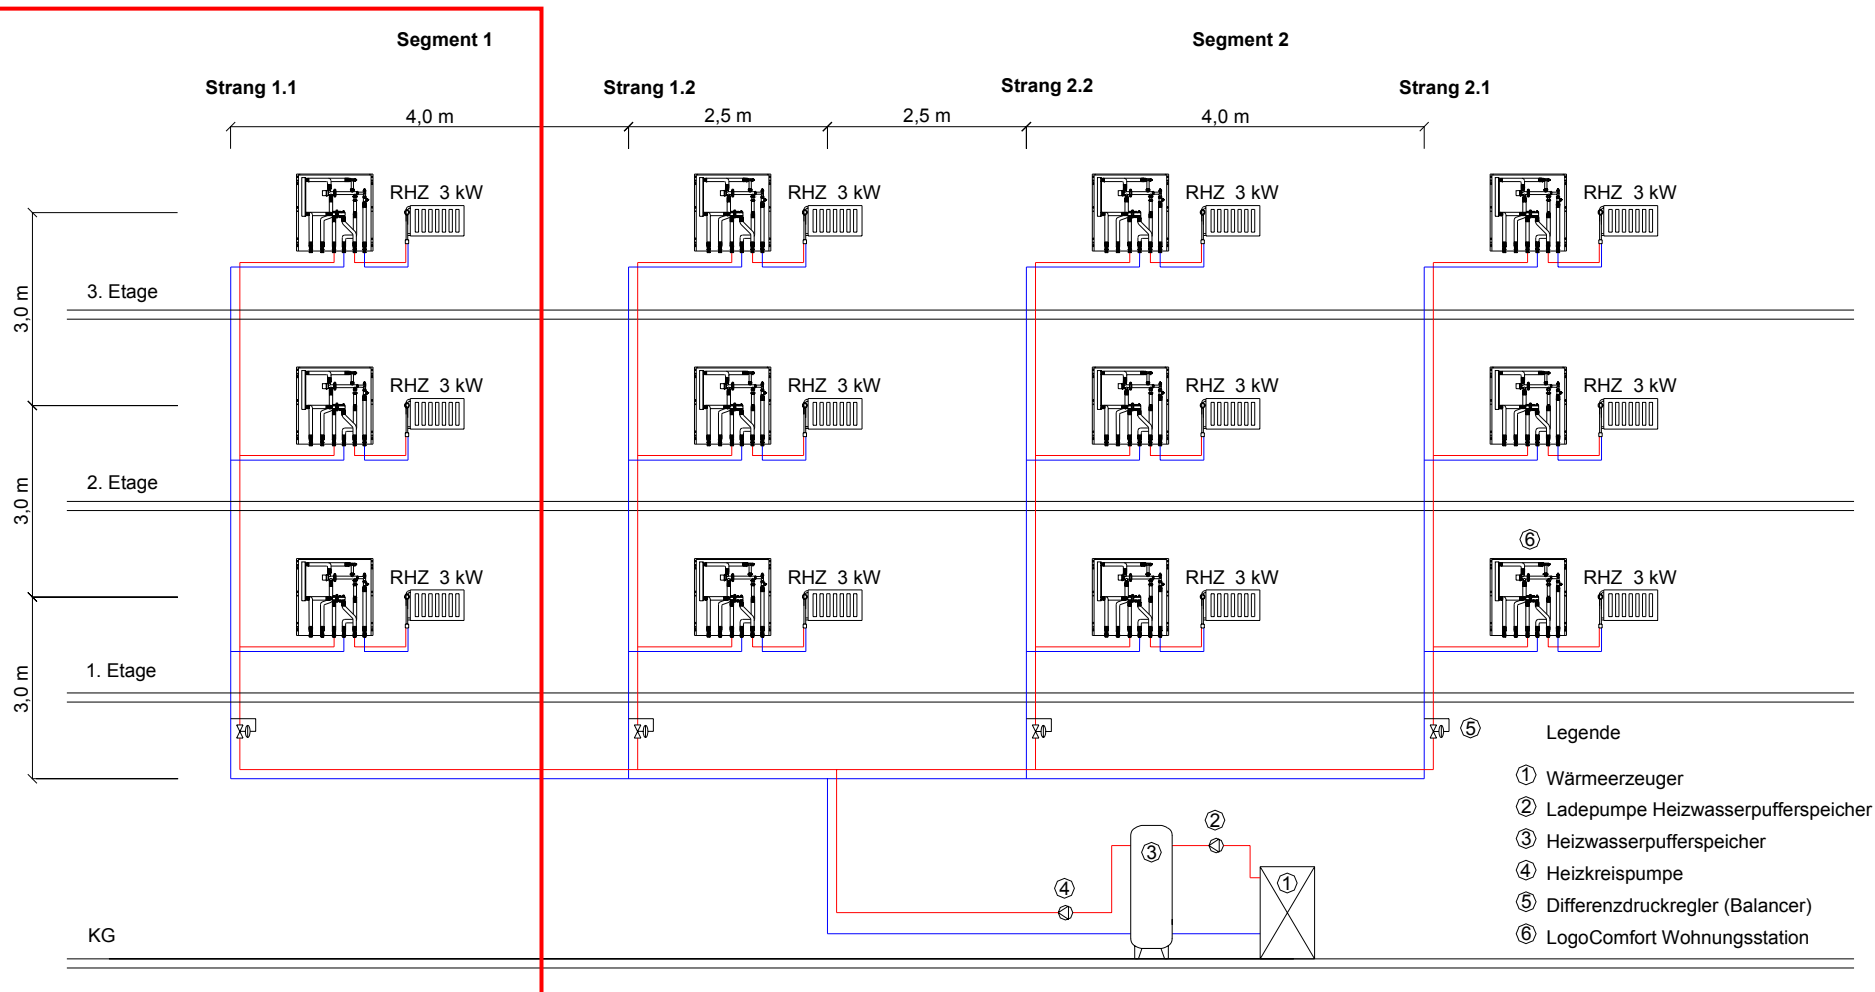 Segment 1
Segment 2
Strang 1.1
Strang 1.2
Strang 2.2
Strang 2.1
4,0 m
2,5 m
2,5 m
4,0 m
RHZ 3 kW
RHZ 3 kW
RHZ 3 kW
RHZ 3 kW
3,0 m
3. Etage
RHZ 3 kW
RHZ 3 kW
RHZ 3 kW
RHZ 3 kW
3,0 m
2. Etage
6
RHZ 3 kW
RHZ 3 kW
RHZ 3 kW
RHZ 3 kW
3,0 m
1. Etage
5
Legende
1 Wärmeerzeuger
2 Ladepumpe Heizwasserpufferspeicher
3 Heizwasserpufferspeicher
4 Heizkreispumpe
5 Differenzdruckregler (Balancer)
6 LogoComfort Wohnungsstation
2
3
4
1
KG